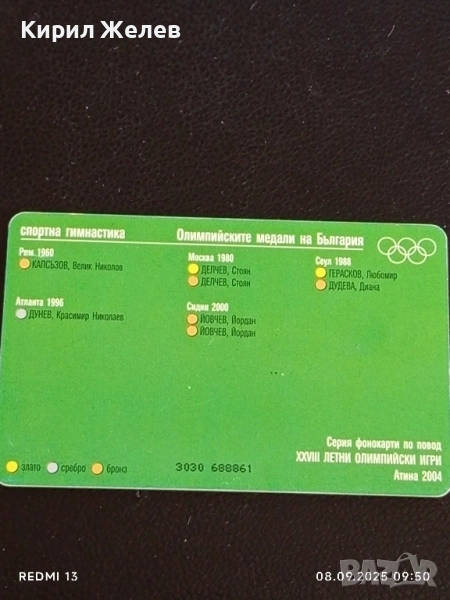 Кирил Желев
спортна гимнастика
Олимпийските медали на България
Рим 1960
КАПСЪЗОВ, Велик Николов
Москва 1980
ДЕЛЧЕВ, Стоян
ДЕЛЧЕВ, Стоян
Сеул 1988
ГЕРАСКОВ, Любомир
ДУДЕВА, Диана
Атланта 1996
ДУНЕВ, Красимир Николаев
Сидни 2000
ЙОВЧЕВ, Йордан
ЙОВЧЕВ, Йордан
Серия фонокарти по повод
XXVIII ЛЕТНИ ОЛИМПИЙСКИ ИГРИ
Атина 2004
злато сребро бронз
3030 688861
REDMI 13
08.09.2025 09:50
BAZAR